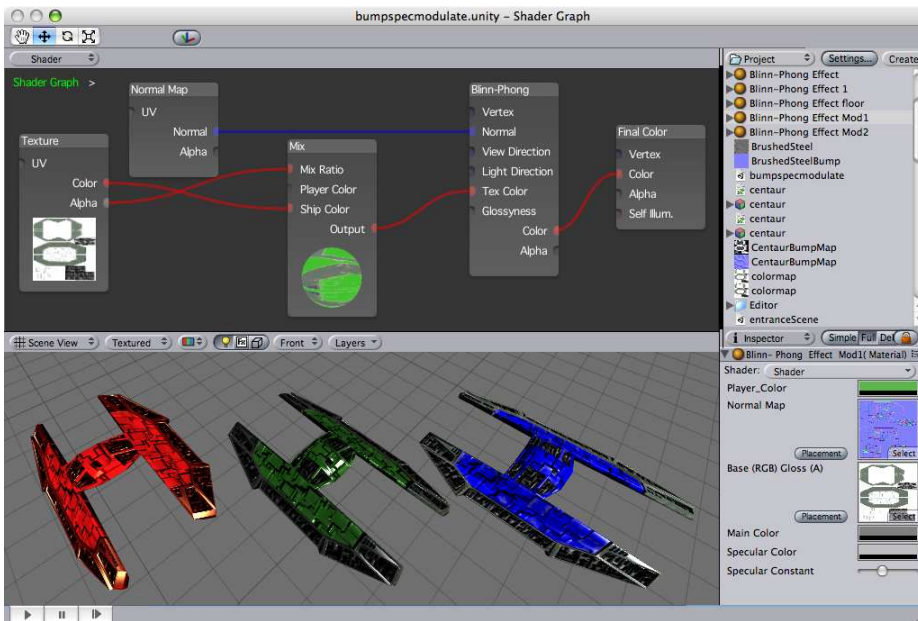 bumpspecmodulate.unity – Shader Graph
Shader
Shader Graph >
Texture
UV
Color
Alpha
Normal Map
UV
Normal
Alpha
Mix
Mix Ratio
Player Color
Ship Color
Output
Blinn-Phong
Vertex
Normal
View Direction
Light Direction
Tex Color
Glossyness
Color
Alpha
Final Color
Vertex
Color
Alpha
Self Illum.
Project
Settings...
Create
Blinn-Phong Effect
Blinn-Phong Effect 1
Blinn-Phong Effect floor
Blinn-Phong Effect Mod1
Blinn-Phong Effect Mod2
BrushedSteel
BrushedSteelBump
bumpspecmodulate
centaur
centaur
centaur
centaur
CentaurBumpMap
CentaurBumpMap
colormap
colormap
Editor
entranceScene
Scene View
Textured
Front
Layers
Inspector
Simple Full Del
Blinn- Phong Effect Mod1( Material)
Shader: Shader
Player_Color
Normal Map
Placement
Select
Base (RGB) Gloss (A)
Placement
Select
Main Color
Specular Color
Specular Constant